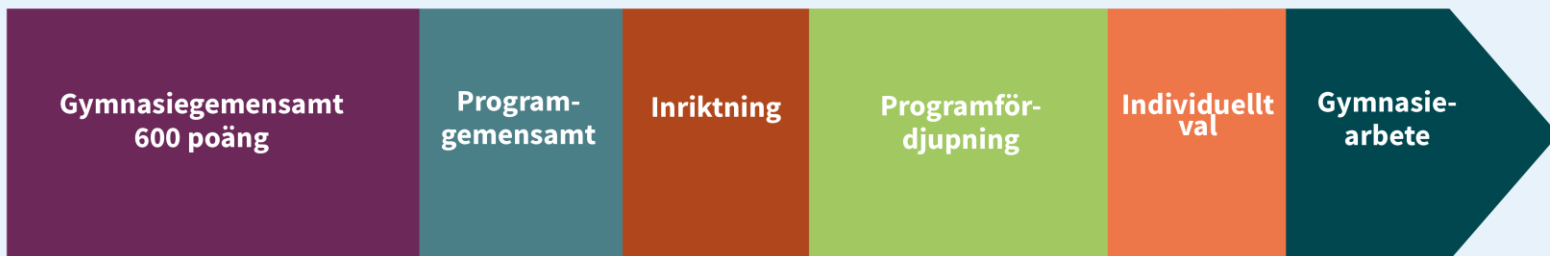 Gymnasiegemensamt
600 poäng
Program-
gemensamt
Inriktning
Programför-
djupning
Individuellt
val
Gymnasie-
arbete